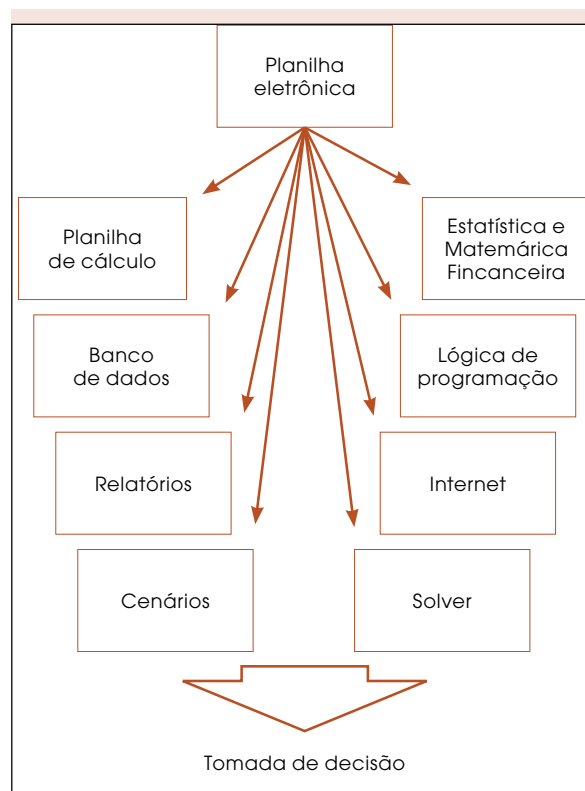 Planilha
eletrônica
Planilha
de cálculo
Estatística e
Matemárica
Fincanceira
Banco
de dados
Lógica de
programação
Relatórios
Internet
Cenários
Solver
Tomada de decisão